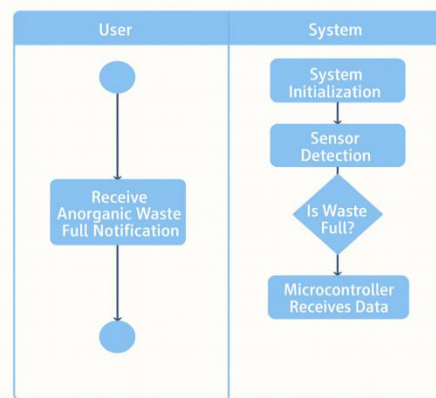 User
System
Receive
Anorganic Waste
Full Notification
System
Initialization
Sensor
Detection
Is Waste
Full?
Microcontroller
Receives Data